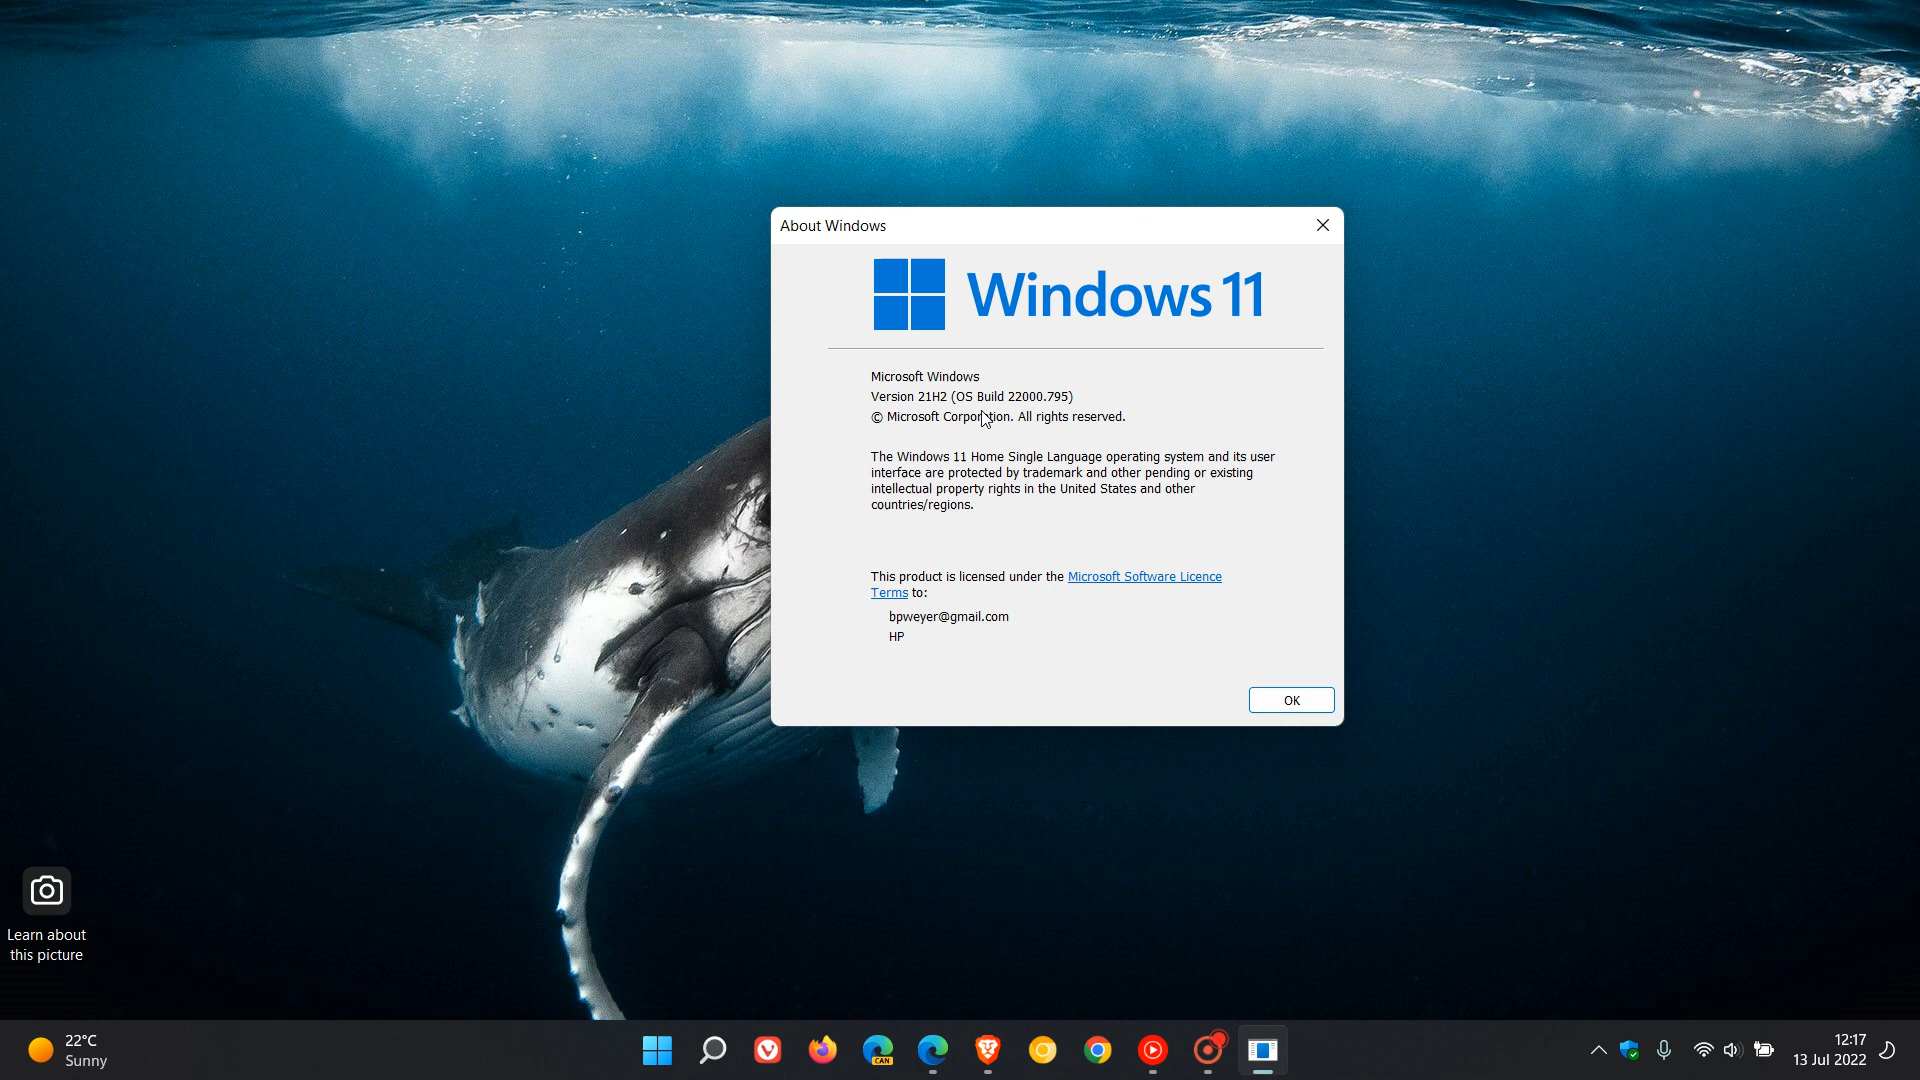 About Windows
Windows 11
Microsoft Windows
Version 21H2 (OS Build 22000.795)
© Microsoft Corporation. All rights reserved.
The Windows 11 Home Single Language operating system and its user
interface are protected by trademark and other pending or existing
intellectual property rights in the United States and other
countries/regions.
This product is licensed under the Microsoft Software Licence
Terms to:
bpweyer@gmail.com
HP
OK
Learn about
this picture
22°C
Sunny
CAN
12:17
13 Jul 2022